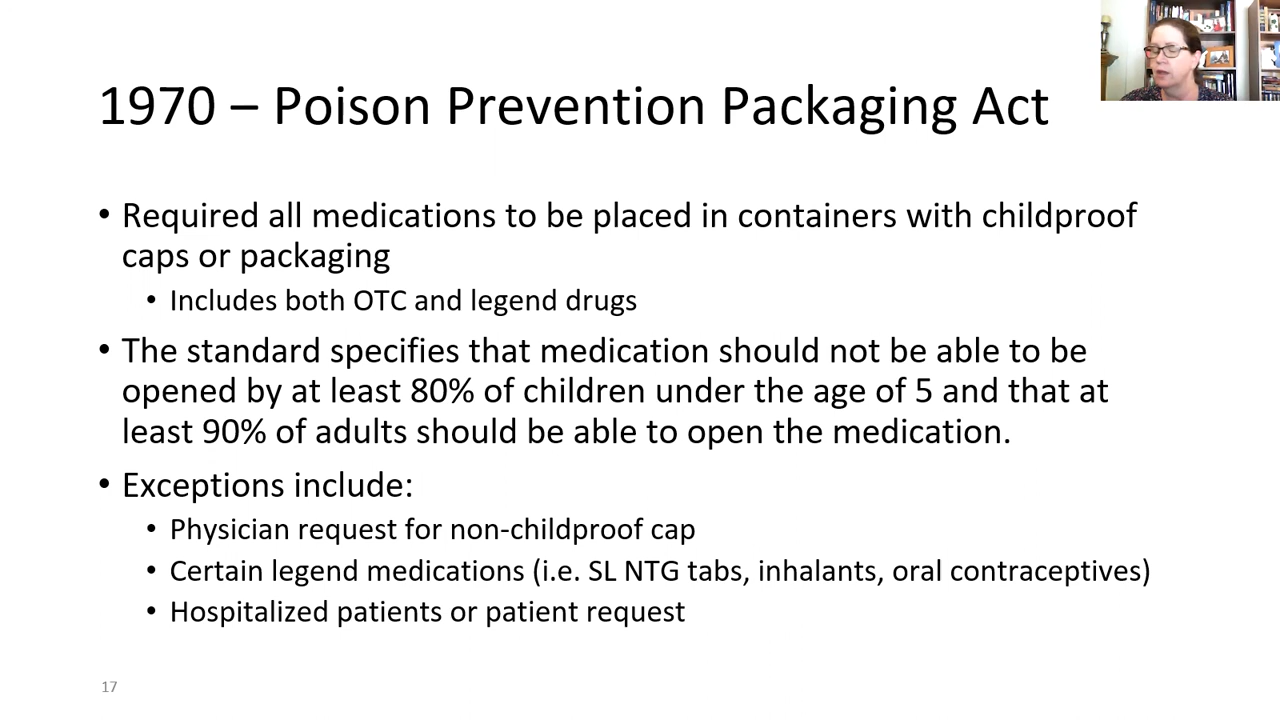 1970 – Poison Prevention Packaging Act
• Required all medications to be placed in containers with childproof
caps or packaging
• Includes both OTC and legend drugs
• The standard specifies that medication should not be able to be
opened by at least 80% of children under the age of 5 and that at
least 90% of adults should be able to open the medication.
• Exceptions include:
• Physician request for non-childproof cap
• Certain legend medications (i.e. SL NTG tabs, inhalants, oral contraceptives)
• Hospitalized patients or patient request
17